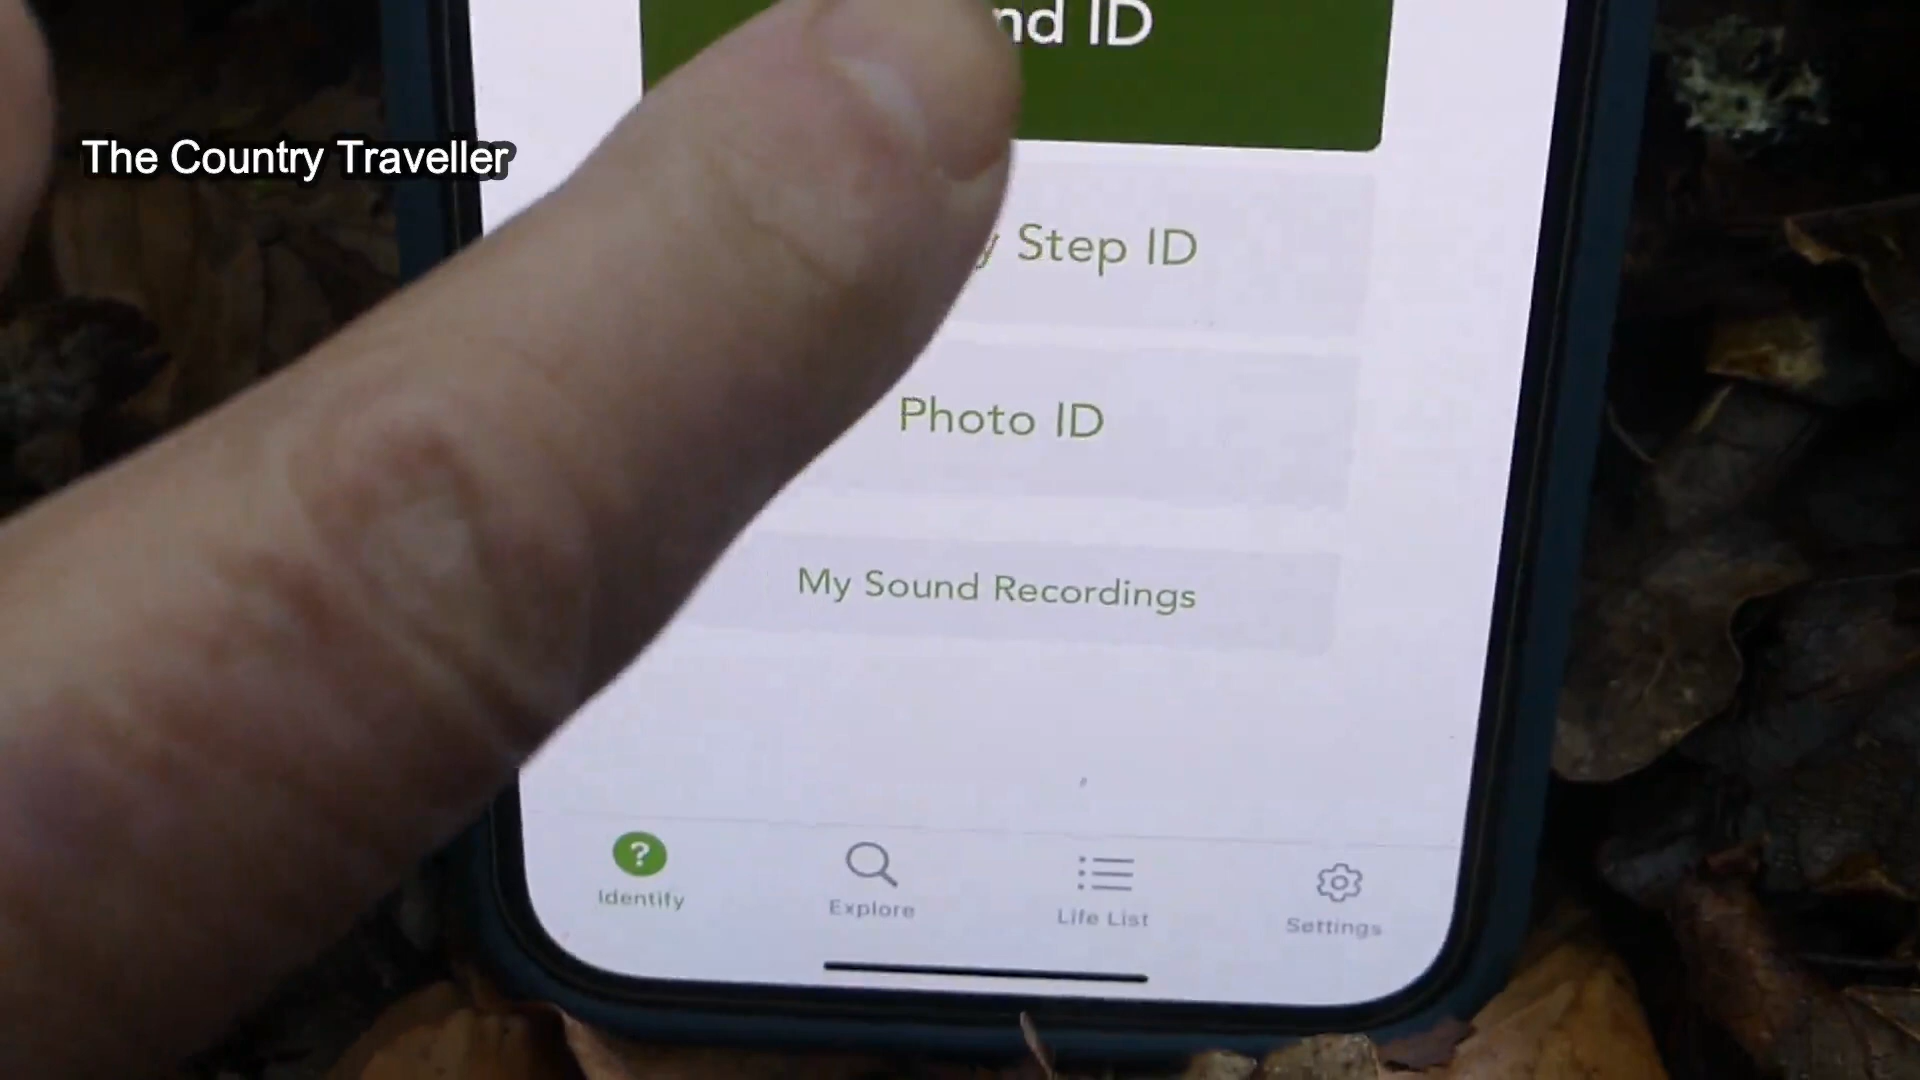 nd ID
The Country Traveller
y Step ID
Photo ID
My Sound Recordings
?
Identify
Explore
Life List
Settings